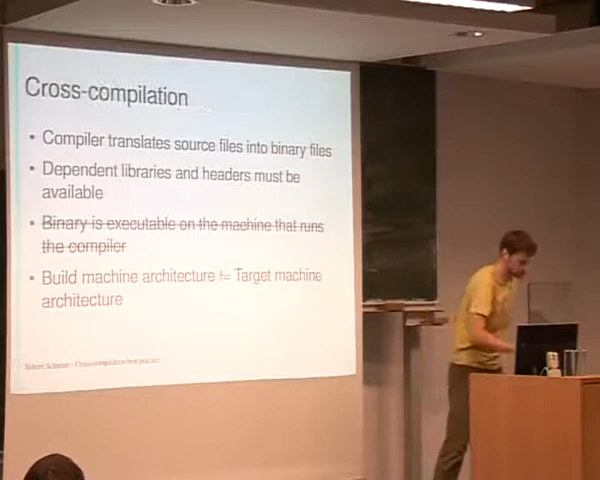 Cross-compilation
• Compiler translates source files into binary files
• Dependent libraries and headers must be
available
• Binary is executable on the machine that runs
the compiler
• Build machine architecture != Target machine
architecture